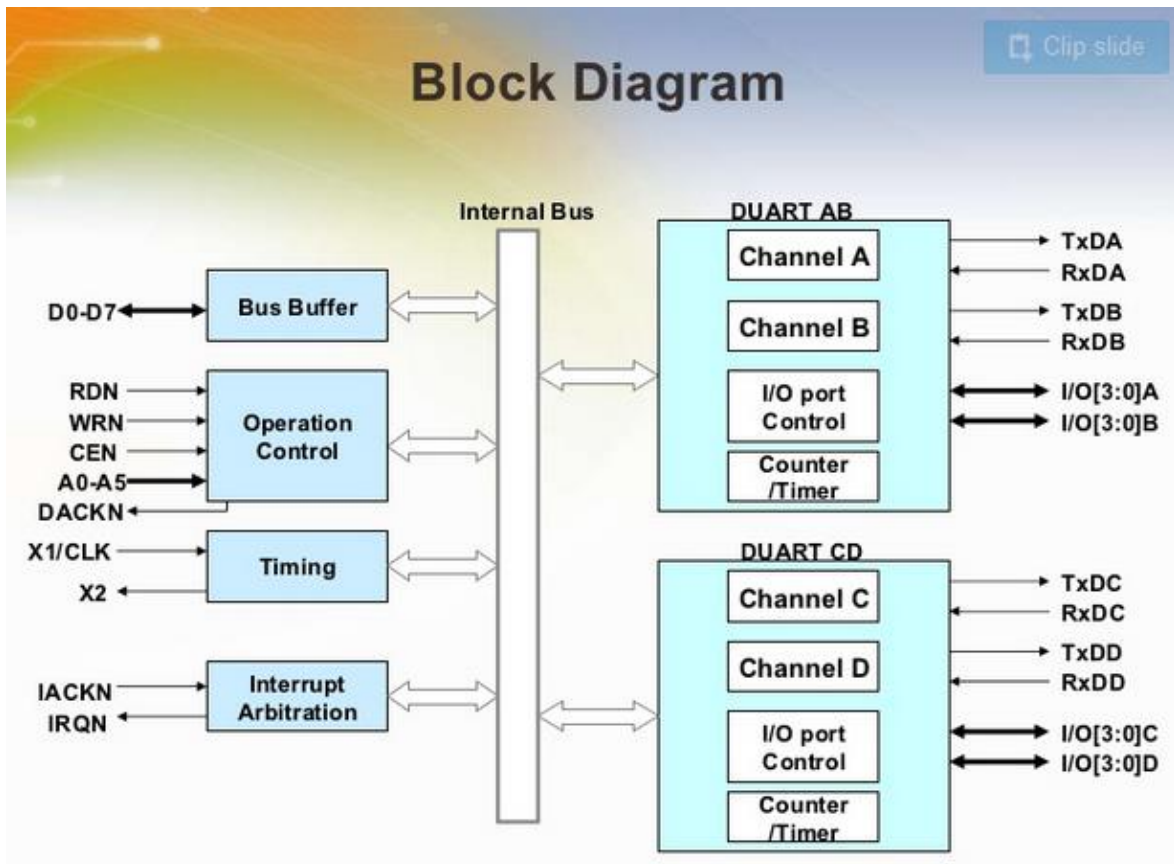 Clip slide
Block Diagram
Internal Bus
D0-D7
Bus Buffer
RDN
WRN
CEN
A0-A5
DACKN
Operation
Control
X1/CLK
X2
Timing
IACKN
IRQN
Interrupt
Arbitration
DUART AB
Channel A
Channel B
I/O port
Control
Counter
/Timer
TxDA
RxDA
TxDB
RxDB
I/O[3:0]A
I/O[3:0]B
DUART CD
Channel C
Channel D
I/O port
Control
Counter
/Timer
TxDC
RxDC
TxDD
RxDD
I/O[3:0]C
I/O[3:0]D